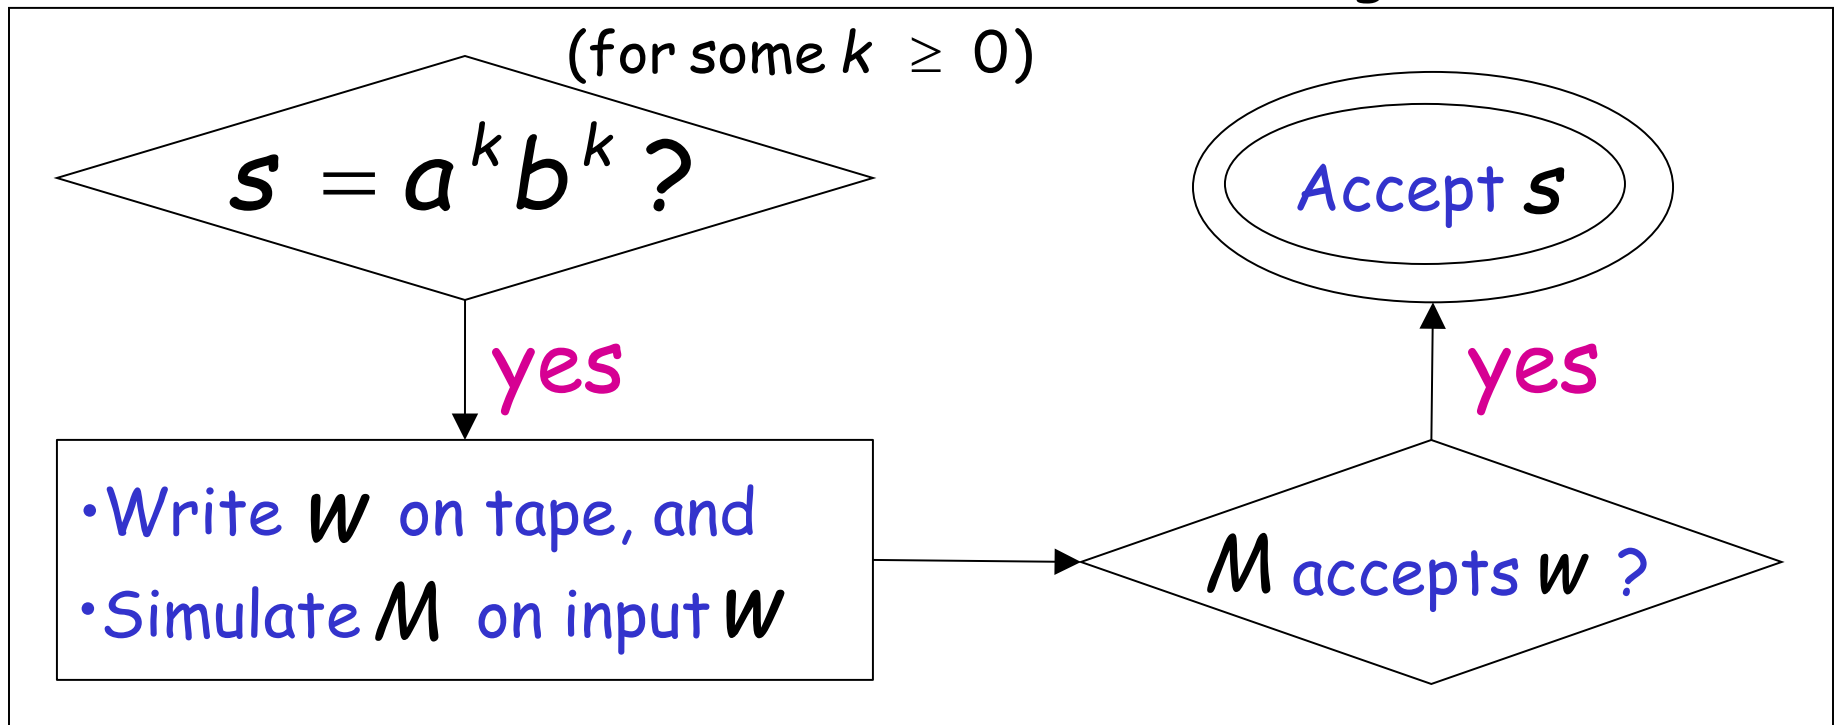 (for some k ≥ 0)
s = a^k b^k ?
Accept s
yes
yes
•Write w on tape, and
•Simulate M on input w
M accepts w ?